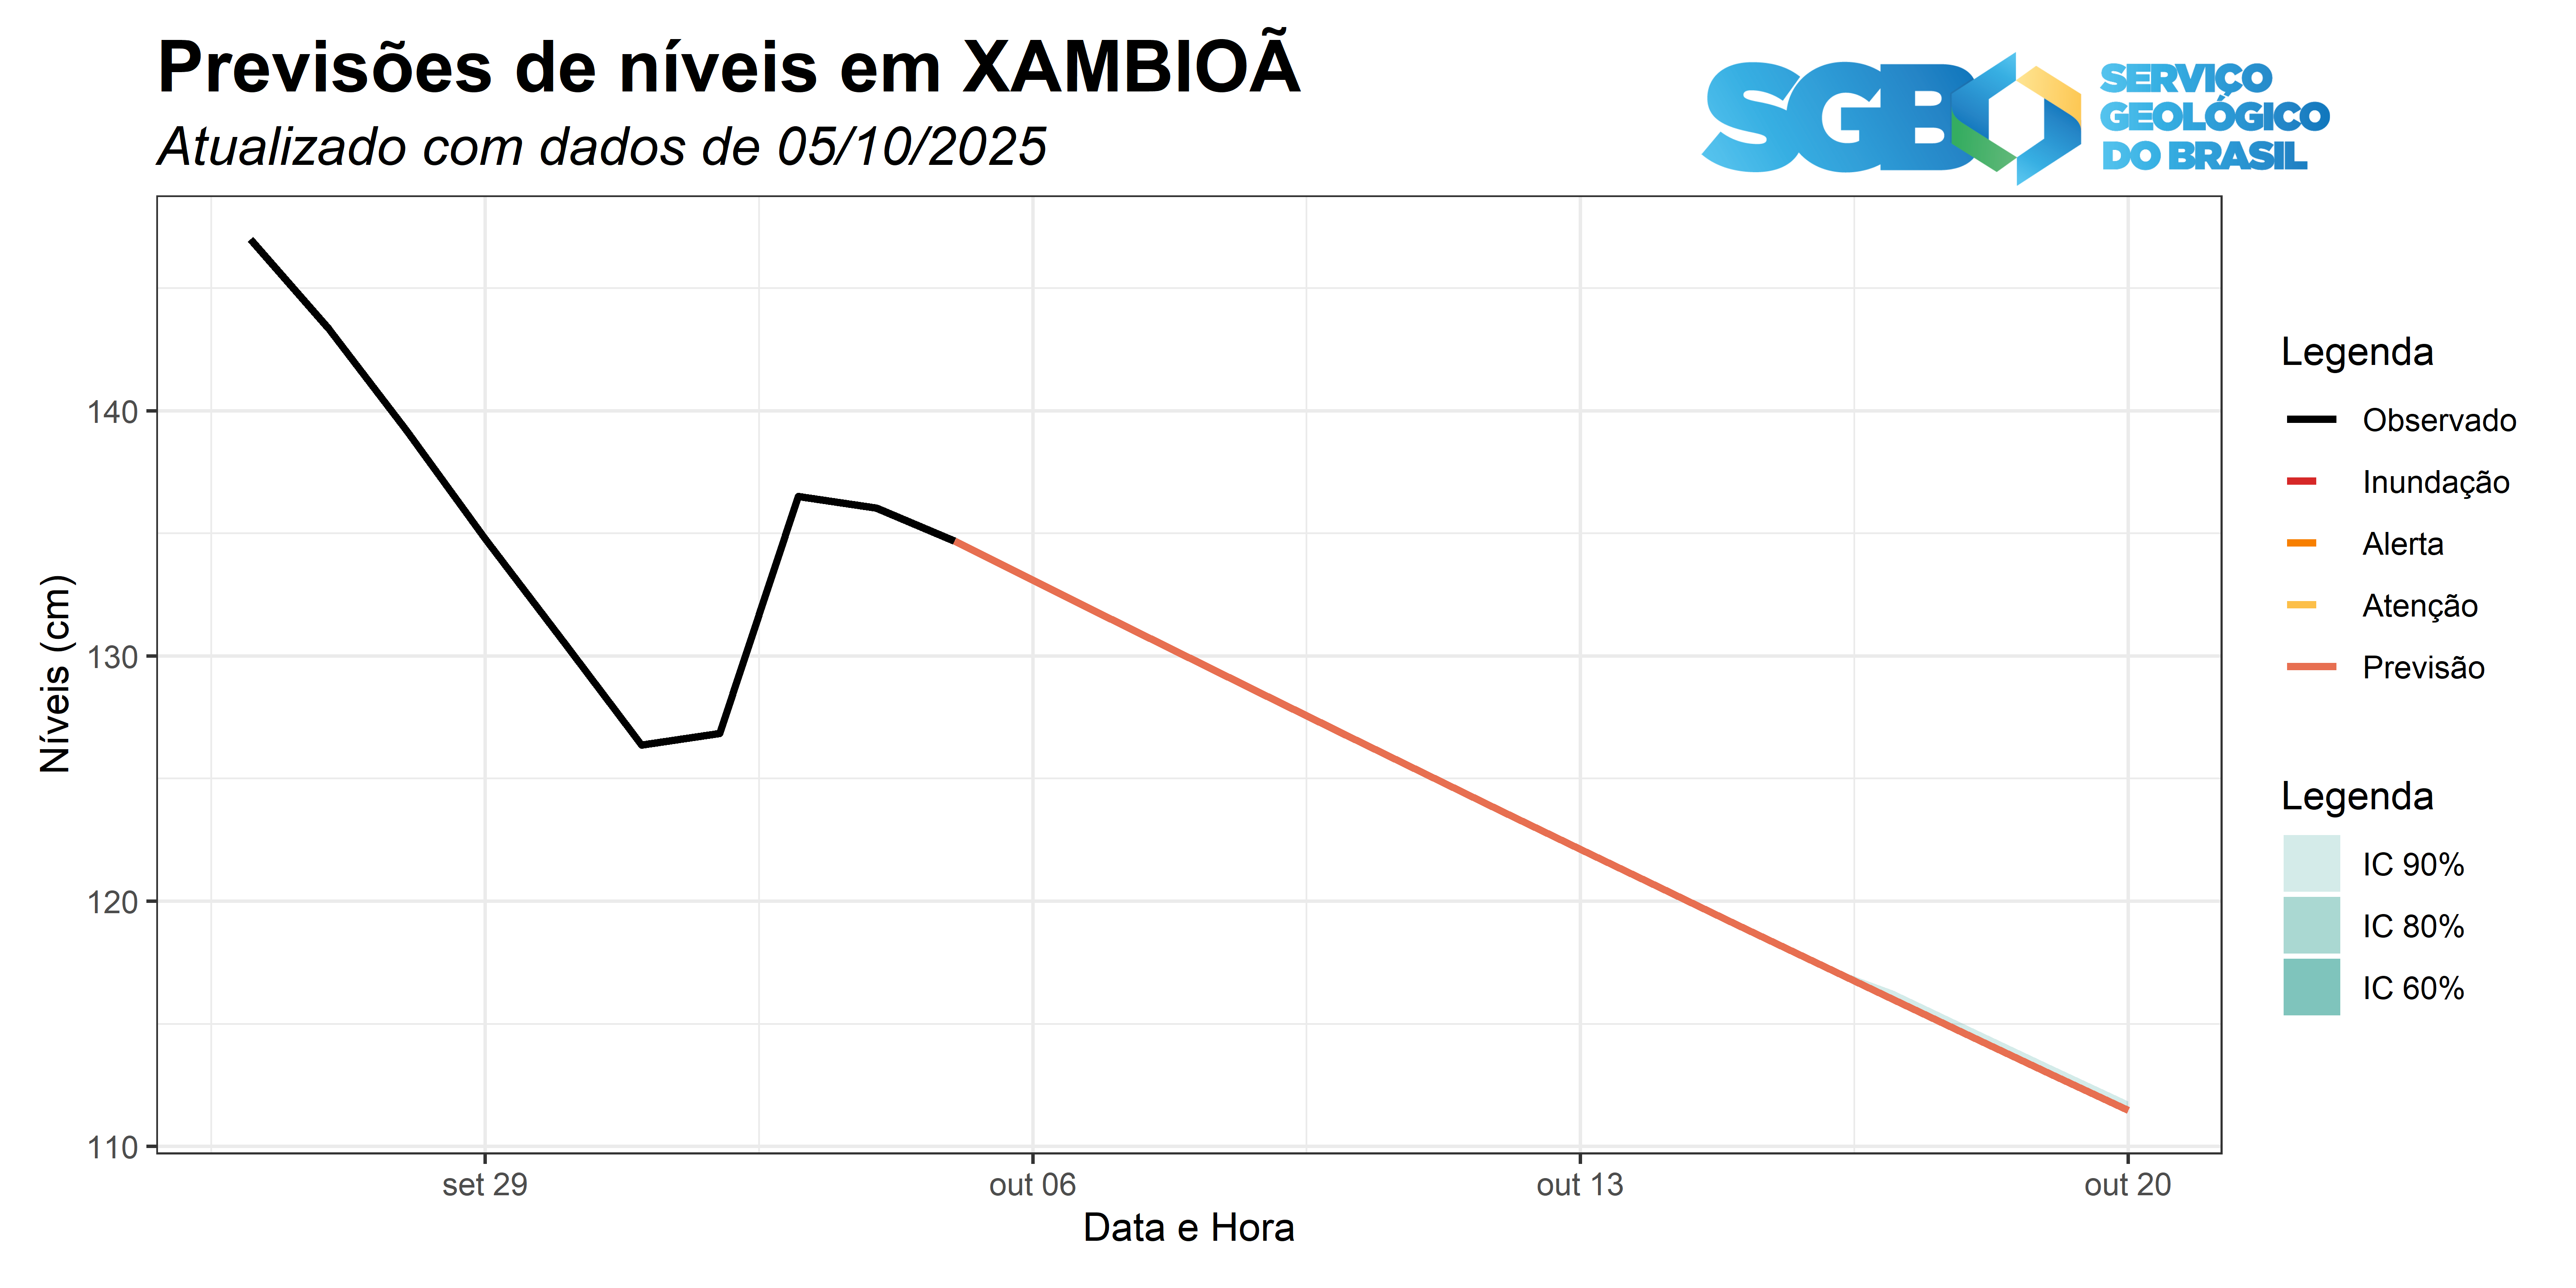 Previsões de níveis em XAMBIOÃ
Atualizado com dados de 05/10/2025
SGB
SERVIÇO
GEOLÓGICO
DO BRASIL
Níveis (cm)
140
130
120
110
set 29
out 06
out 13
out 20
Data e Hora
Legenda
Observado
Inundação
Alerta
Atenção
Previsão
Legenda
IC 90%
IC 80%
IC 60%